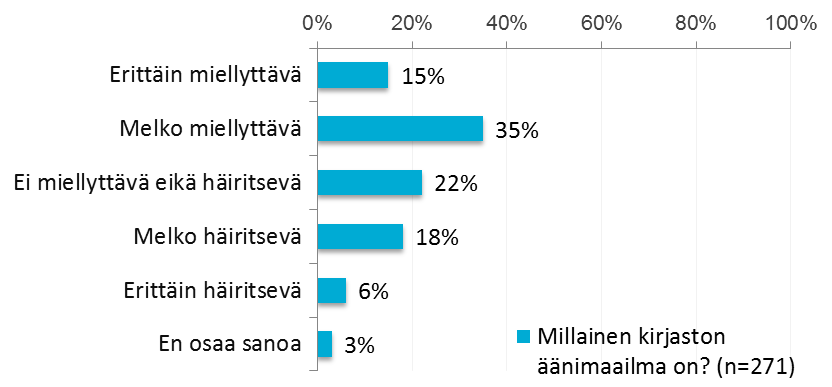 0% 20% 40% 60% 80% 100%
Erittäin miellyttävä 15%
Melko miellyttävä 35%
Ei miellyttävä eikä häiritsevä 22%
Melko häiritsevä 18%
Erittäin häiritsevä 6%
En osaa sanoa 3%
Millainen kirjaston
äänimaailma on? (n=271)